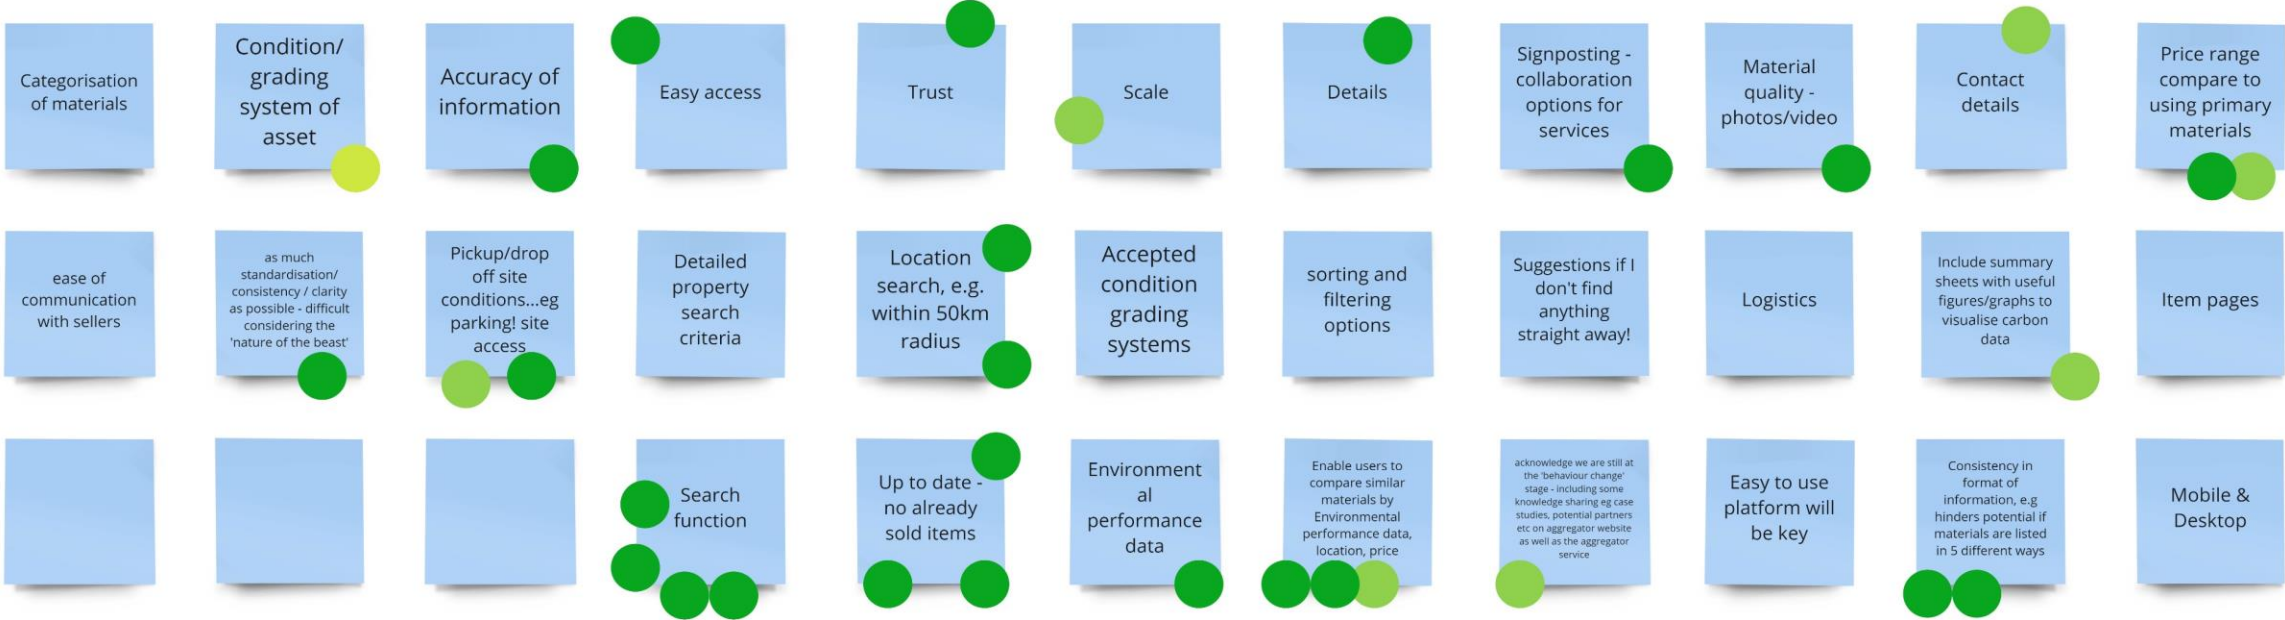 Categorisation
of materials
Condition/
grading
system of
asset
Accuracy of
information
Easy access
Trust
Scale
Details
Signposting -
collaboration
options for
services
Material
quality -
photos/video
Contact
details
Price range
compare to
using primary
materials
ease of
communication
with sellers
as much
standardisation/
consistency / clarity
as possible - difficult
considering the
'nature of the beast'
Pickup/drop
off site
conditions...eg
parking! site
access
Detailed
property
search
criteria
Location
search, e.g.
within 50km
radius
Accepted
condition
grading
systems
sorting and
filtering
options
Suggestions if I
don't find
anything
straight away!
Logistics
Include summary
sheets with useful
figures/graphs to
visualise carbon
data
Item pages
Search
function
Up to date -
no already
sold items
Environment
al
performance
data
Enable users to
compare similar
materials by
Environmental
performance data,
location, price
acknowledge we are still at
the 'behaviour change'
stage - including some
knowledge sharing eg case
studies, potential partners
etc on aggregator website
as well as the aggregator
service
Easy to use
platform will
be key
Consistency in
format of
information, e.g
hinders potential if
materials are listed
in 5 different ways
Mobile &
Desktop